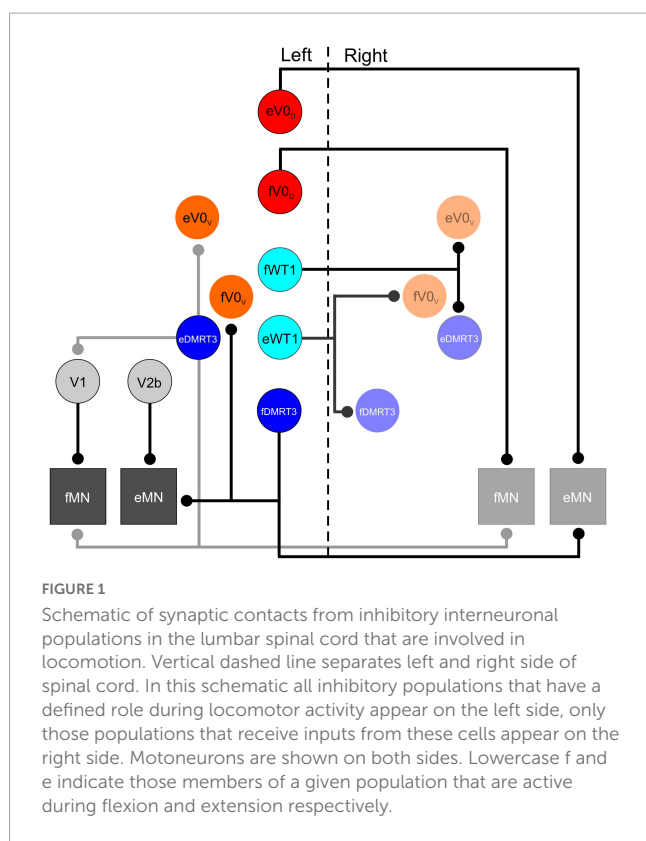 Left Right
eV0D
fV0D
eV0V eV0V
fWT1
fV0V fV0V
eDMRT3 eWT1 eDMRT3
V1 V2b
fDMRT3 fDMRT3
fMN eMN fMN eMN
FIGURE 1
Schematic of synaptic contacts from inhibitory interneuronal
populations in the lumbar spinal cord that are involved in
locomotion. Vertical dashed line separates left and right side of
spinal cord. In this schematic all inhibitory populations that have a
defined role during locomotor activity appear on the left side, only
those populations that receive inputs from these cells appear on the
right side. Motoneurons are shown on both sides. Lowercase f and
e indicate those members of a given population that are active
during flexion and extension respectively.